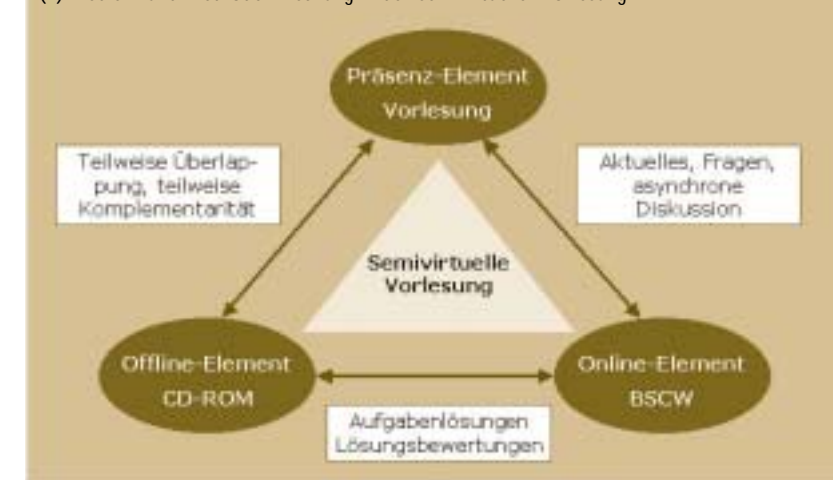 Präsenz-Element
Vorlesung
Teilweise Überlap-
pung, teilweise
Komplementarität
Aktuelles, Fragen,
asynchrone
Diskussion
Semivirtuelle
Vorlesung
Offline-Element
CD-ROM
Online-Element
BSCW
Aufgabenlösungen
Lösungsbewertungen